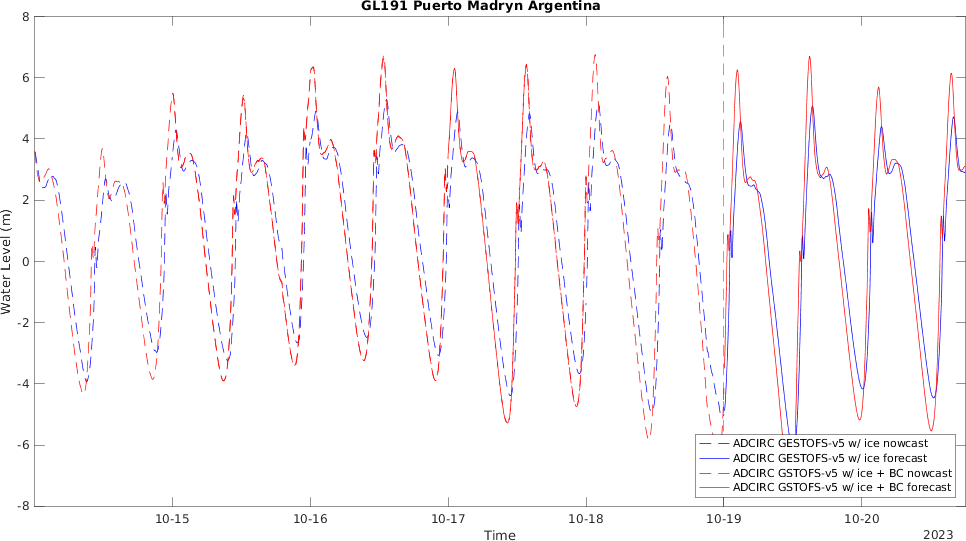 GL191 Puerto Madryn Argentina
8
6
4
2
0
-2
-4
-6
-8
Water Level (m)
10-15
10-16
10-17
10-18
10-19
10-20
Time
2023
ADCIRC GESTOFS-v5 w/ ice nowcast
ADCIRC GESTOFS-v5 w/ ice forecast
ADCIRC GSTOFS-v5 w/ ice + BC nowcast
ADCIRC GSTOFS-v5 w/ ice + BC forecast